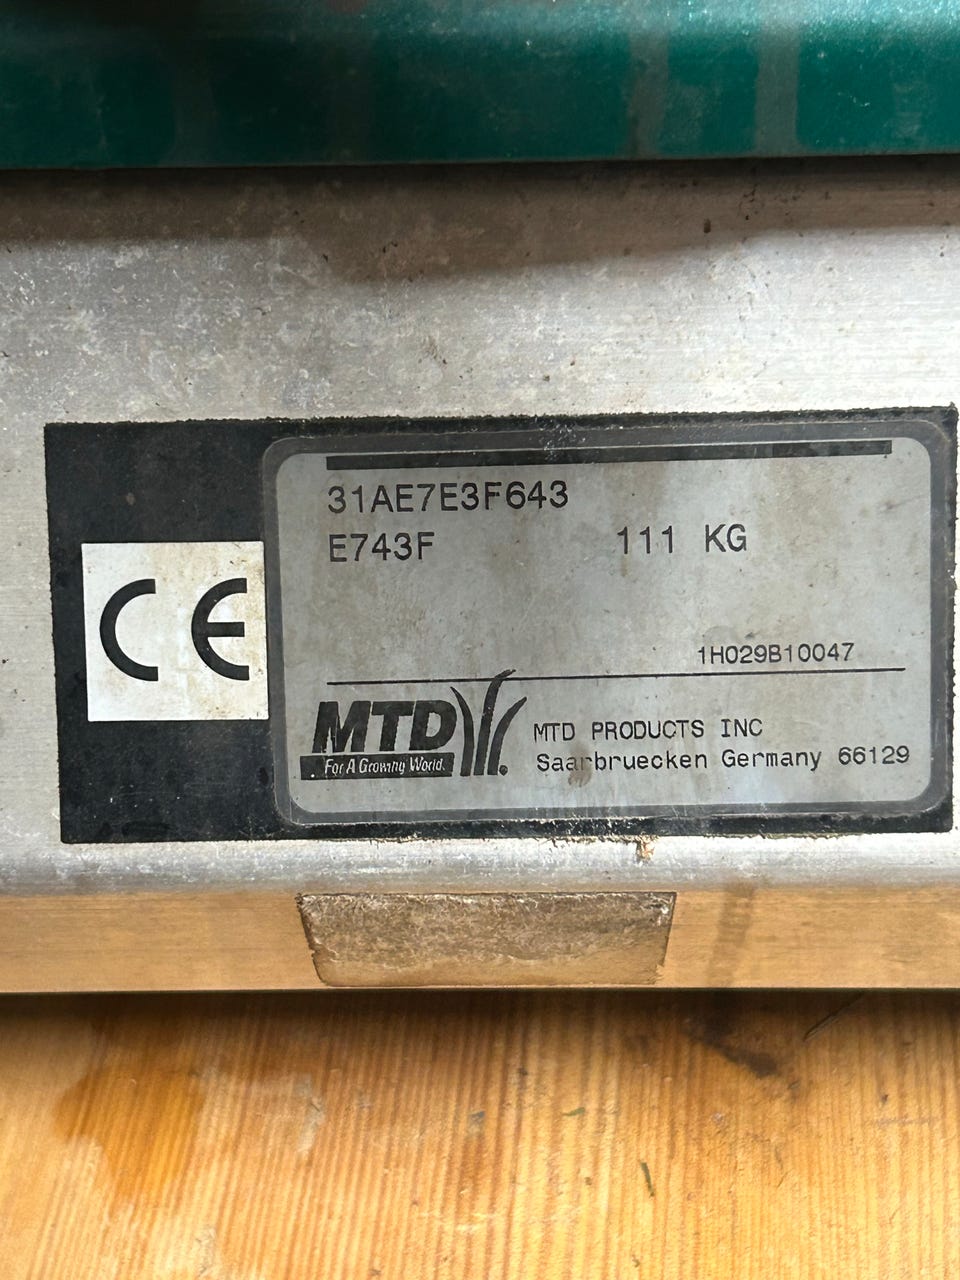 31AE7E3F643
E743F 111 KG
1H029B10047
CE
MTD
For A Growing World.
MTD PRODUCTS INC
Saarbruecken Germany 66129